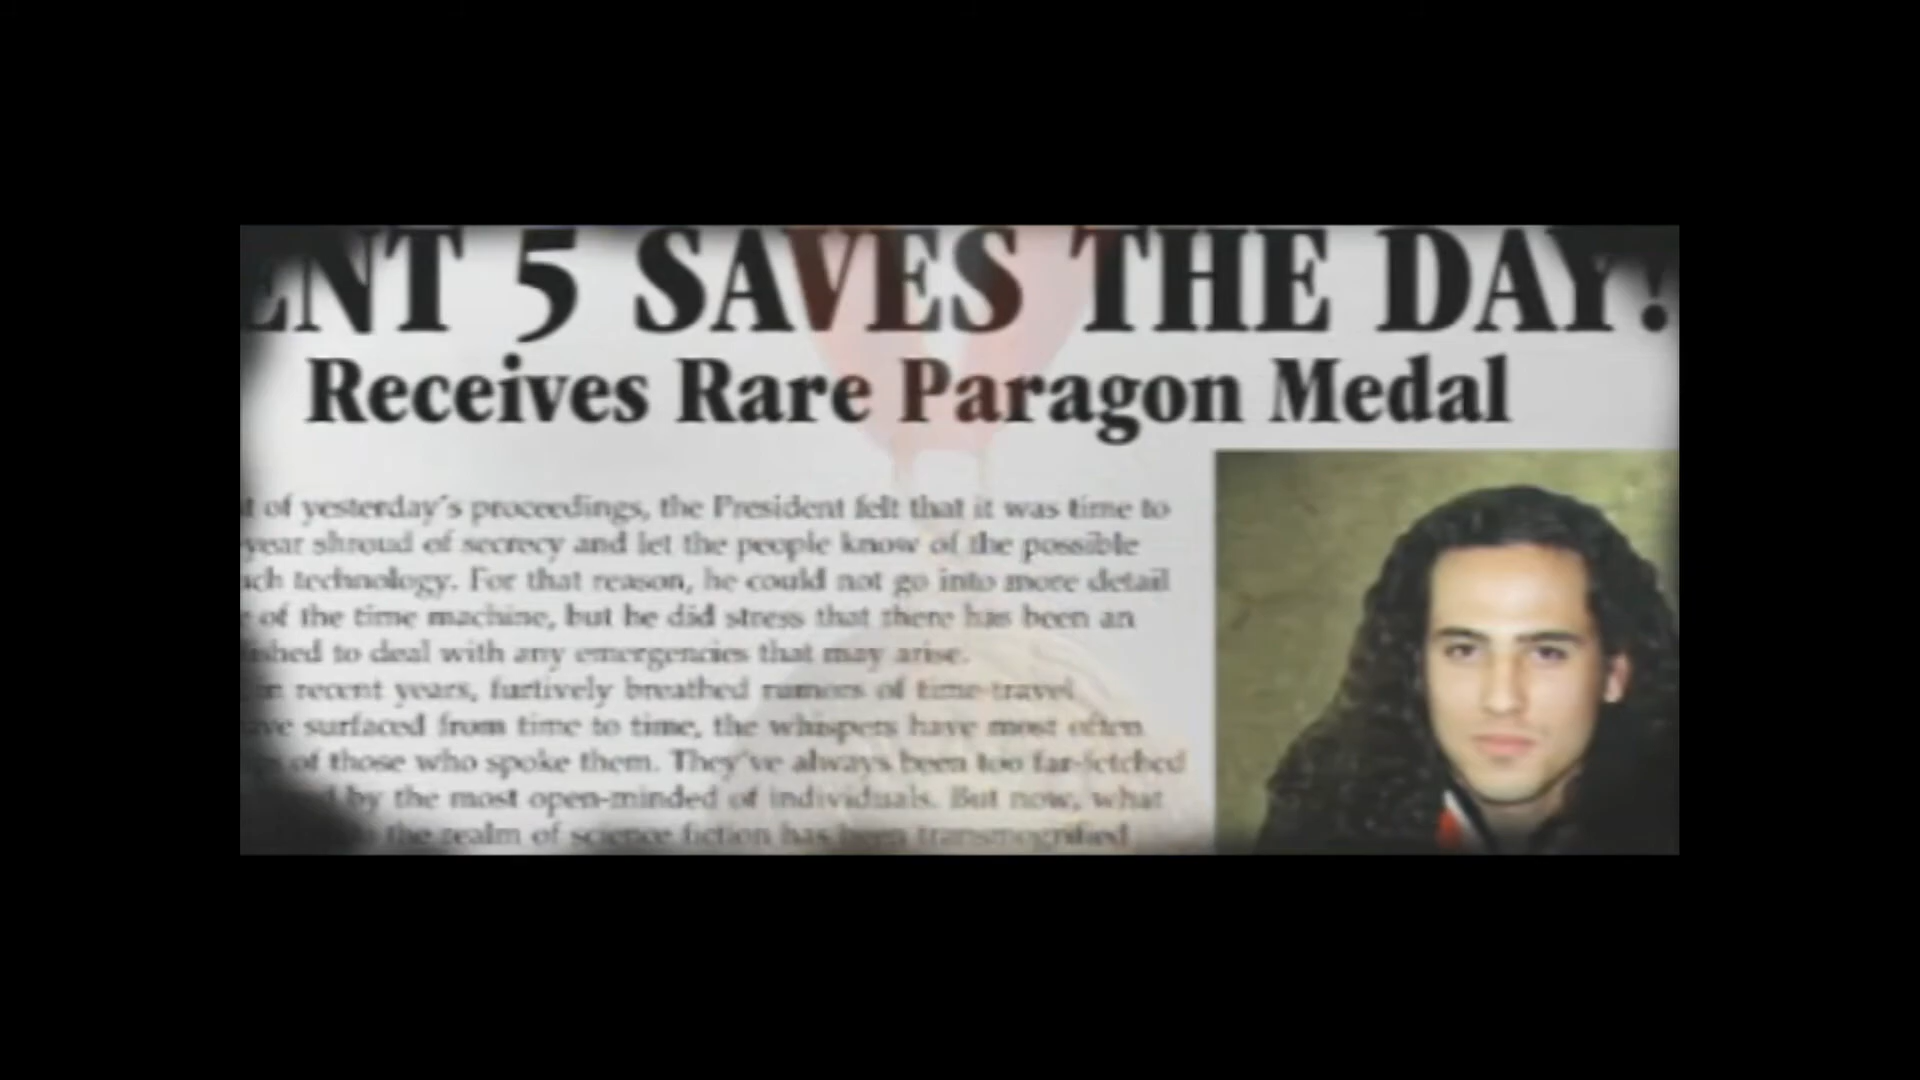 ENT 5 SAVES THE DAY!
Receives Rare Paragon Medal
of yesterday's proceedings, the President felt that it was time to
year shroud of secrecy and let the people know of the possible
technology. For that reason, he could not go into more detail
of the time machine, but he did stress that there has been an
to deal with any emergencies that may arise.
recent years, furtively breathed rumors of time-travel
surfaced from time to time, the whispers have most often
of those who spoke them. They've always been too far-fetched
by the most open-minded of individuals. But now, what
the realm of science fiction has been transmogrified